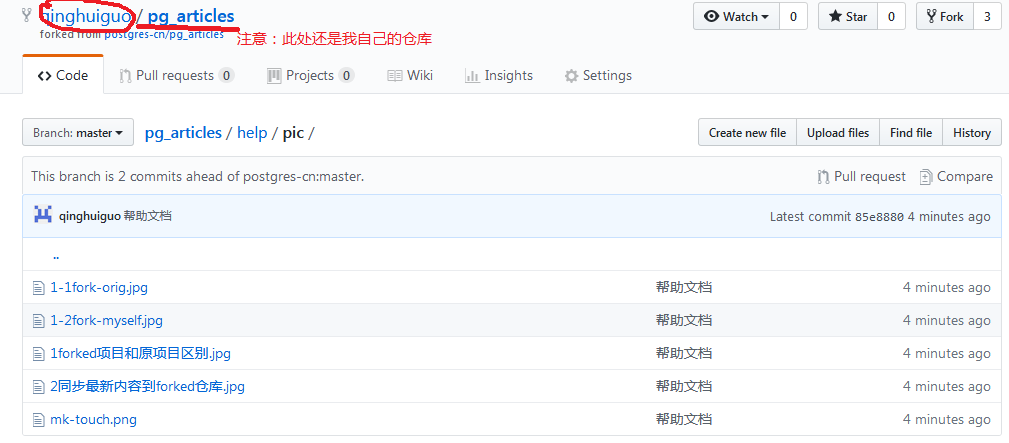 qinghuiguo / pg_articles
Watch 0 Star 0 Fork 3
forked from postgres-cn/pg_articles
注意：此处还是我自己的仓库
Code Pull requests 0 Projects 0 Wiki Insights Settings
Branch: master pg_articles / help / pic /
Create new file Upload files Find file History
This branch is 2 commits ahead of postgres-cn:master. Pull request Compare
qinghuiguo 帮助文档 Latest commit 85e8880 4 minutes ago
..
1-1fork-orig.jpg 帮助文档 4 minutes ago
1-2fork-myself.jpg 帮助文档 4 minutes ago
1forked项目和原项目区别.jpg 帮助文档 4 minutes ago
2同步最新内容到forked仓库.jpg 帮助文档 4 minutes ago
mk-touch.png 帮助文档 4 minutes ago